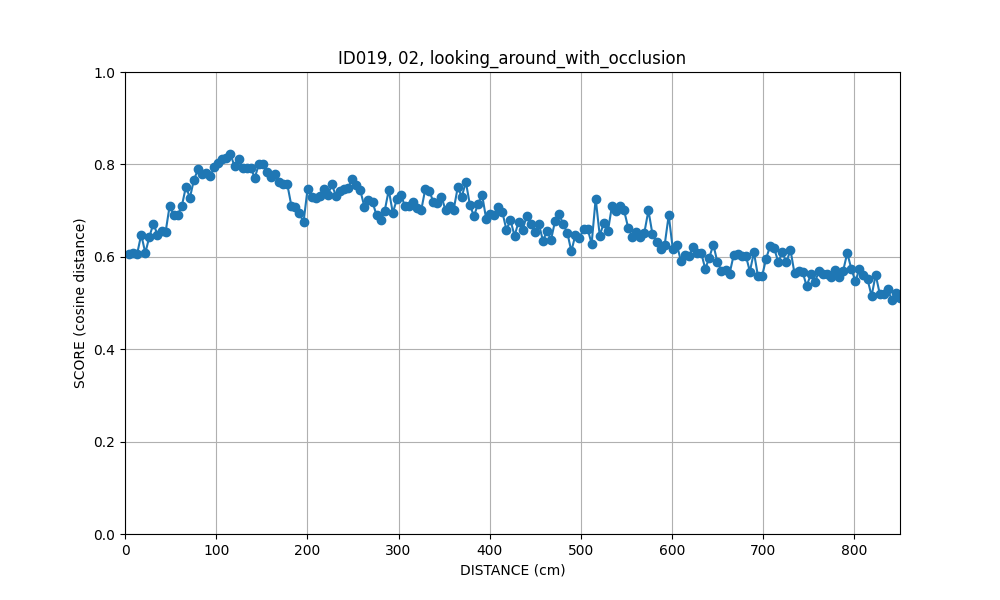 ID019, 02, looking_around_with_occlusion
SCORE (cosine distance)
1.0
0.8
0.6
0.4
0.2
0.0
0 100 200 300 400 500 600 700 800
DISTANCE (cm)